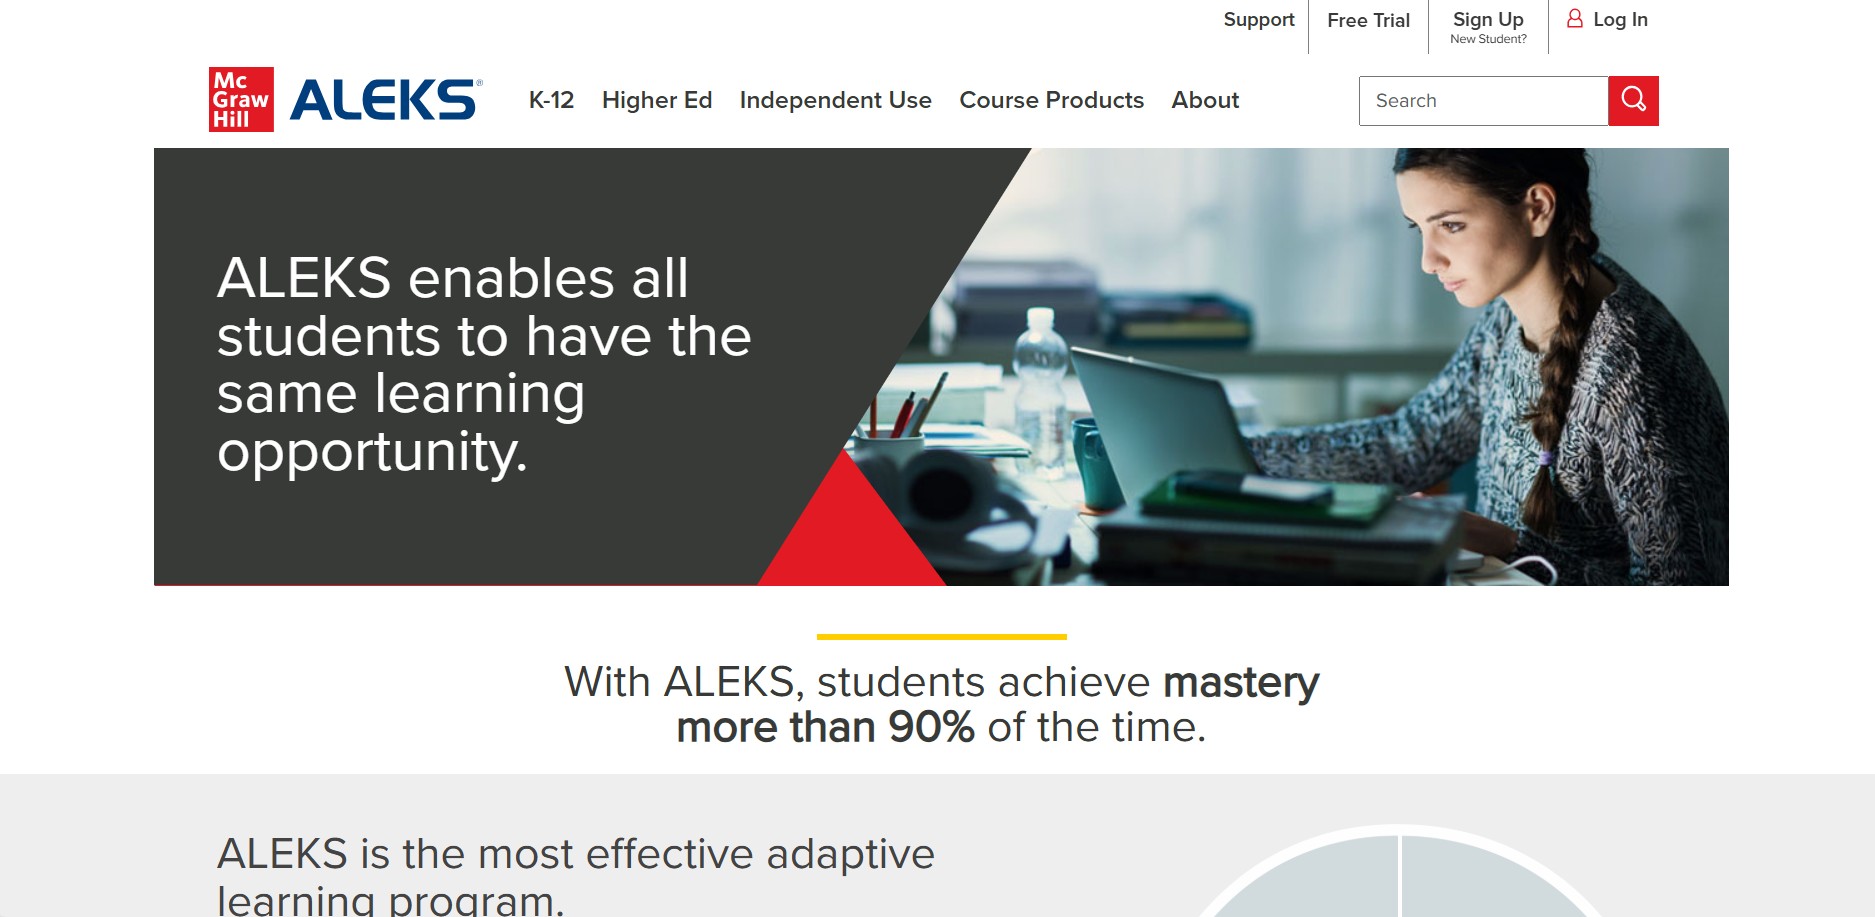 Support
Free Trial
Sign Up
New Student?
Log In
Mc
Graw
Hill
ALEKS®
K-12
Higher Ed
Independent Use
Course Products
About
Search
ALEKS enables all
students to have the
same learning
opportunity.
With ALEKS, students achieve mastery
more than 90% of the time.
ALEKS is the most effective adaptive
learning program.